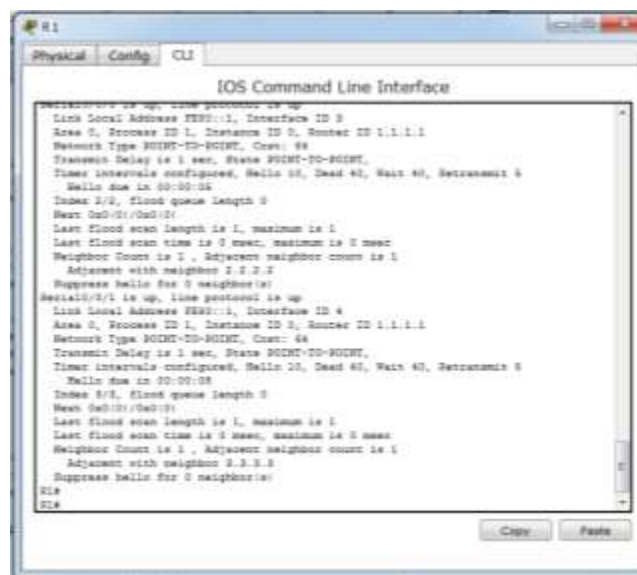 R1
Physical Config CLI
IOS Command Line Interface
Serial0/0/0 is up, line protocol is up
Link Local Address FE80::1, Interface ID 3
Area 0, Process ID 1, Instance ID 0, Router ID 1.1.1.1
Network Type POINT-TO-POINT, Cost: 64
Transmit Delay is 1 sec, State POINT-TO-POINT,
Timer intervals configured, Hello 10, Dead 40, Wait 40, Retransmit 5
Hello due in 00:00:05
Index 2/2, flood queue length 0
Next 0x0(0)/0x0(0)
Last flood scan length is 1, maximum is 1
Last flood scan time is 0 msec, maximum is 0 msec
Neighbor Count is 1 , Adjacent neighbor count is 1
Adjacent with neighbor 2.2.2.2
Suppress hello for 0 neighbor(s)
Serial0/0/1 is up, line protocol is up
Link Local Address FE80::1, Interface ID 4
Area 0, Process ID 1, Instance ID 0, Router ID 1.1.1.1
Network Type POINT-TO-POINT, Cost: 64
Transmit Delay is 1 sec, State POINT-TO-POINT,
Timer intervals configured, Hello 10, Dead 40, Wait 40, Retransmit 5
Hello due in 00:00:05
Index 3/3, flood queue length 0
Next 0x0(0)/0x0(0)
Last flood scan length is 1, maximum is 1
Last flood scan time is 0 msec, maximum is 0 msec
Neighbor Count is 1 , Adjacent neighbor count is 1
Adjacent with neighbor 3.3.3.3
Suppress hello for 0 neighbor(s)
R1#
R1#
Copy Paste